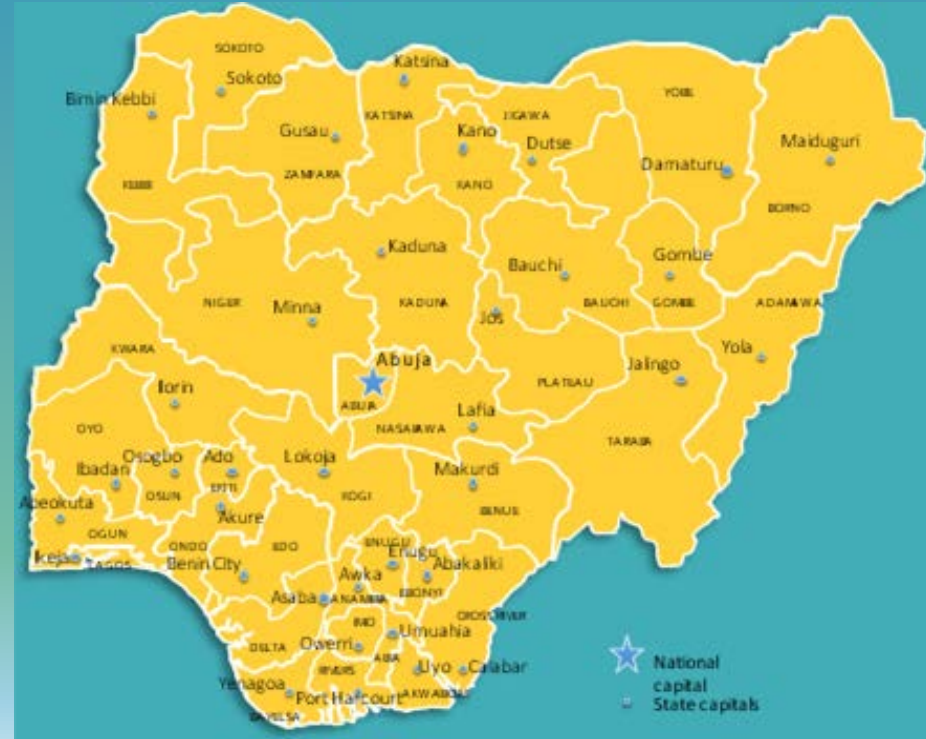 SOKOTO
Sokoto
Katsina
YOBE
Birnin Kebbi
KATSINA
JIGAWA
Gusau
Kano
Dutse
Maiduguri
Damaturu
ZAMFARA
KANO
KEBBI
BORNO
Kaduna
Gombe
Bauchi
NIGER
Minna
KADUNA
BAUCHI
GOMBE
ADAMAWA
Jos
KWARA
Abuja
Jalingo
Yola
Ilorin
ABUJA
PLATEAU
Lafia
OYO
NASARAWA
TARABA
Osogbo
Ado
Lokoja
Ibadan
Makurdi
OSUN
EKITI
KOGI
Abeokuta
Akure
BENUE
OGUN
ONDO
EDO
ENUGU
Enugu
Ikeja
LAGOS
Benin City
Awka
Abakaliki
Asaba
ANAMBRA
EBONYI
IMO
CROSS RIVER
DELTA
Owerri
Umuahia
ABIA
RIVERS
Uyo
Calabar
Yenagoa
Port Harcourt
AKWA IBOM
BAYELSA
National
capital
State capitals